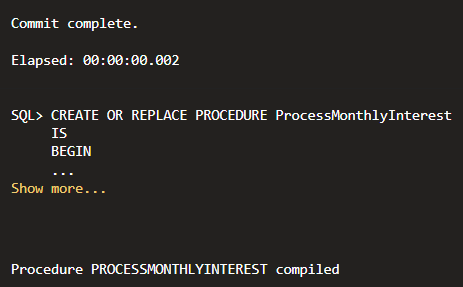 Commit complete.
Elapsed: 00:00:00.002
SQL> CREATE OR REPLACE PROCEDURE ProcessMonthlyInterest
IS
BEGIN
...
Show more...
Procedure PROCESSMONTHLYINTEREST compiled